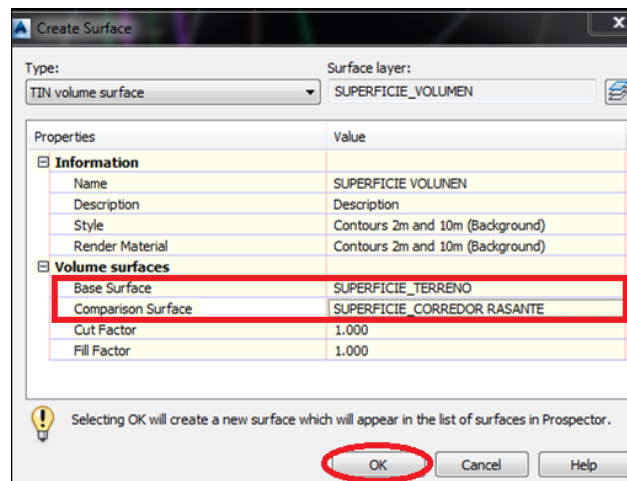 Create Surface
Type: Surface layer:
TIN volume surface SUPERFICIE_VOLUMEN
Properties Value
Information
Name SUPERFICIE VOLUNEN
Description Description
Style Contours 2m and 10m (Background)
Render Material Contours 2m and 10m (Background)
Volume surfaces
Base Surface SUPERFICIE_TERRENO
Comparison Surface SUPERFICIE_CORREDOR RASANTE
Cut Factor 1.000
Fill Factor 1.000
Selecting OK will create a new surface which will appear in the list of surfaces in Prospector.
OK Cancel Help